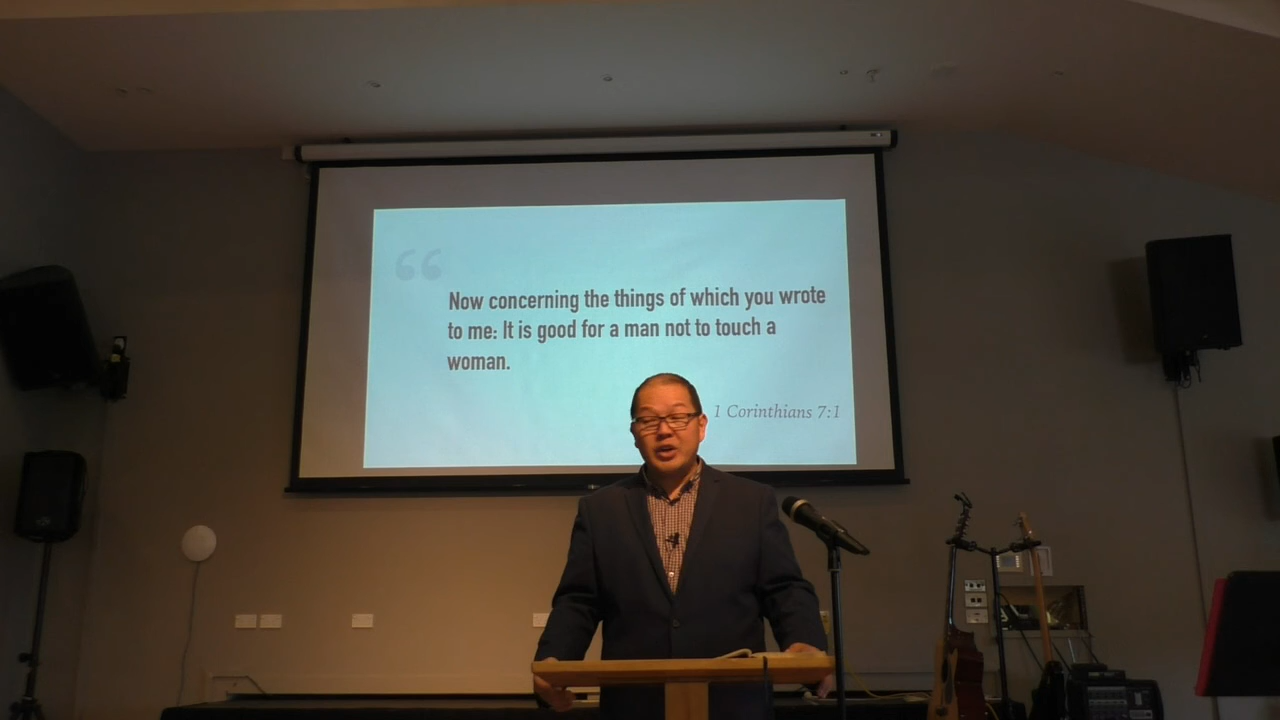 “
Now concerning the things of which you wrote
to me: It is good for a man not to touch a
woman.
1 Corinthians 7:1